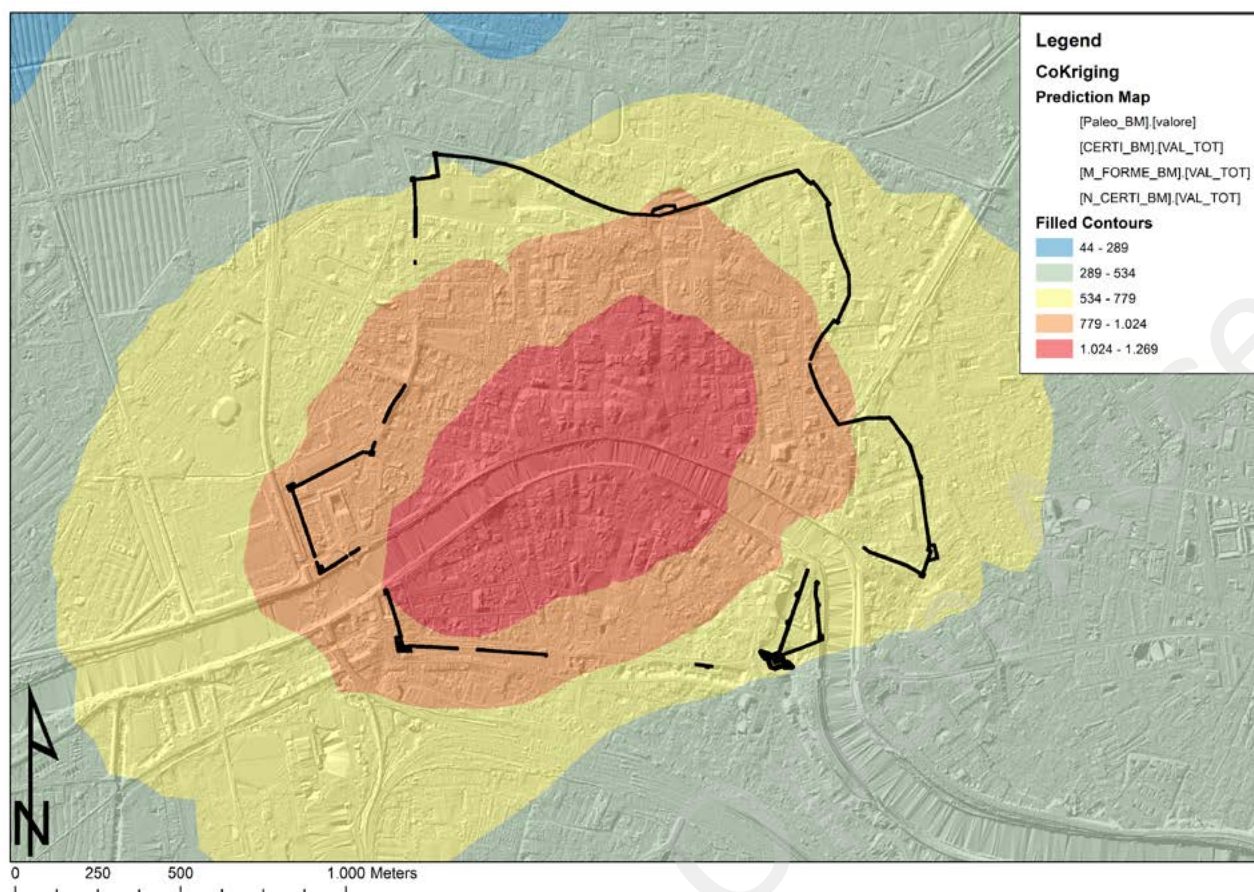 Legend
CoKriging
Prediction Map
[Paleo_BM].[valore]
[CERTI_BM].[VAL_TOT]
[M_FORME_BM].[VAL_TOT]
[N_CERTI_BM].[VAL_TOT]
Filled Contours
44 - 289
289 - 534
534 - 779
779 - 1.024
1.024 - 1.269
N
0 250 500 1.000 Meters